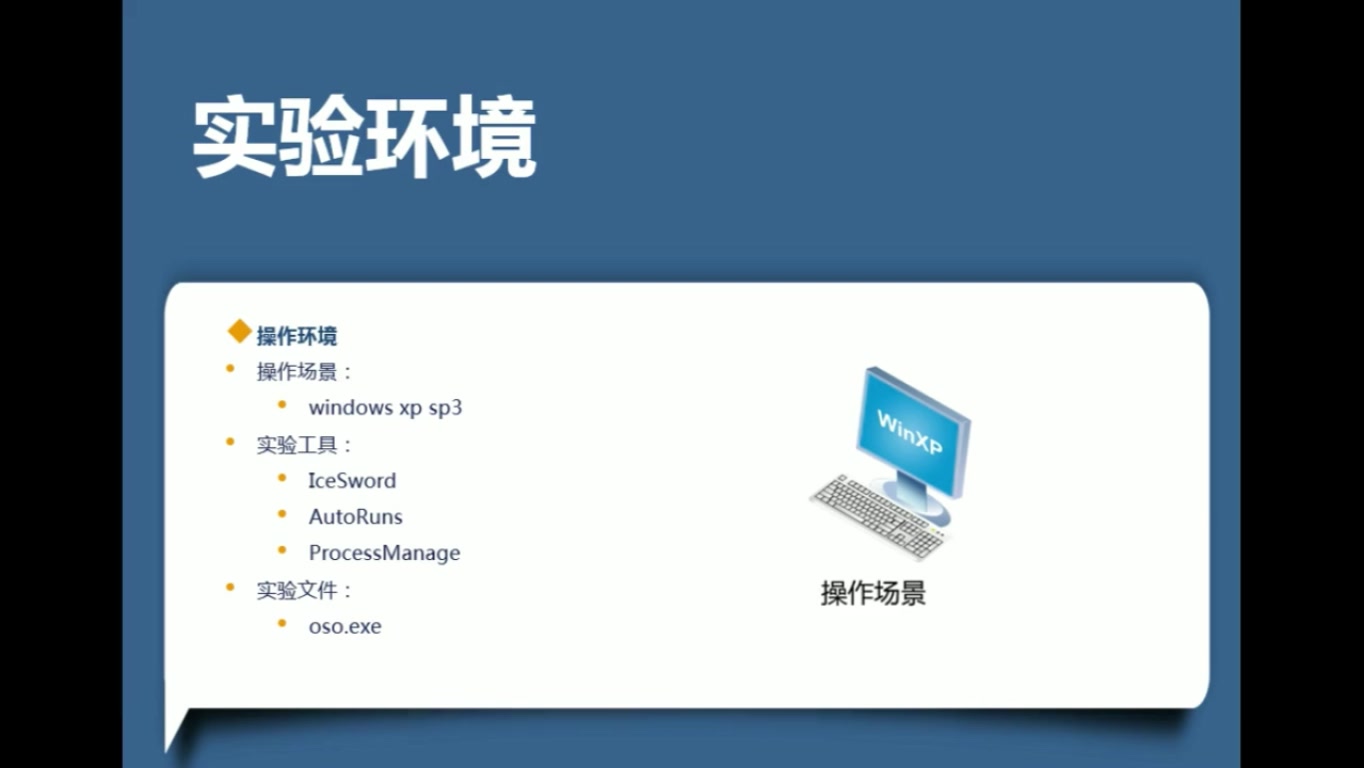 实验环境
操作环境
操作场景：
windows xp sp3
实验工具：
IceSword
AutoRuns
ProcessManage
实验文件：
oso.exe
WinXP
操作场景